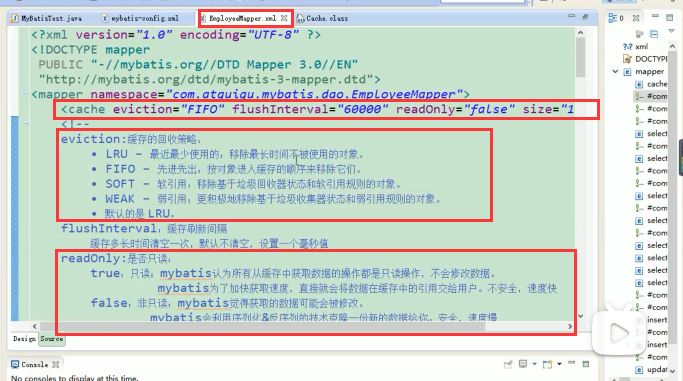 MyBatisTest.java
mybatis-config.xml
EmployeeMapper.xml
Cache.class
<?xml version="1.0" encoding="UTF-8" ?>
<!DOCTYPE mapper
PUBLIC "-//mybatis.org//DTD Mapper 3.0//EN"
"http://mybatis.org/dtd/mybatis-3-mapper.dtd">
<mapper namespace="com.atguigu.mybatis.dao.EmployeeMapper">
<cache eviction="FIFO" flushInterval="60000" readOnly="false" size="1
<!--
eviction:缓存的回收策略:
• LRU – 最近最少使用的:移除最长时间不被使用的对象。
• FIFO – 先进先出:按对象进入缓存的顺序来移除它们。
• SOFT – 软引用:移除基于垃圾回收器状态和软引用规则的对象。
• WEAK – 弱引用:更积极地移除基于垃圾收集器状态和弱引用规则的对象。
• 默认的是 LRU。
flushInterval:缓存刷新间隔
缓存多长时间清空一次,默认不清空,设置一个毫秒值
readOnly:是否只读:
true:只读;mybatis认为所有从缓存中获取数据的操作都是只读操作,不会修改数据。
mybatis为了加快获取速度,直接就会将数据在缓存中的引用交给用户。不安全,速度快
false:非只读:mybatis觉得获取的数据可能会被修改。
mybatis会利用序列化&反序列的技术克隆一份新的数据给你。安全,速度慢
Design
Source
Console
No consoles to display at this time.
xml
DOCTYPE
mapper
cache
#com
#com
select
#com
select
#com
select
#com
select
#com
select
#com
#com
insert
#com
insert
#com
updat